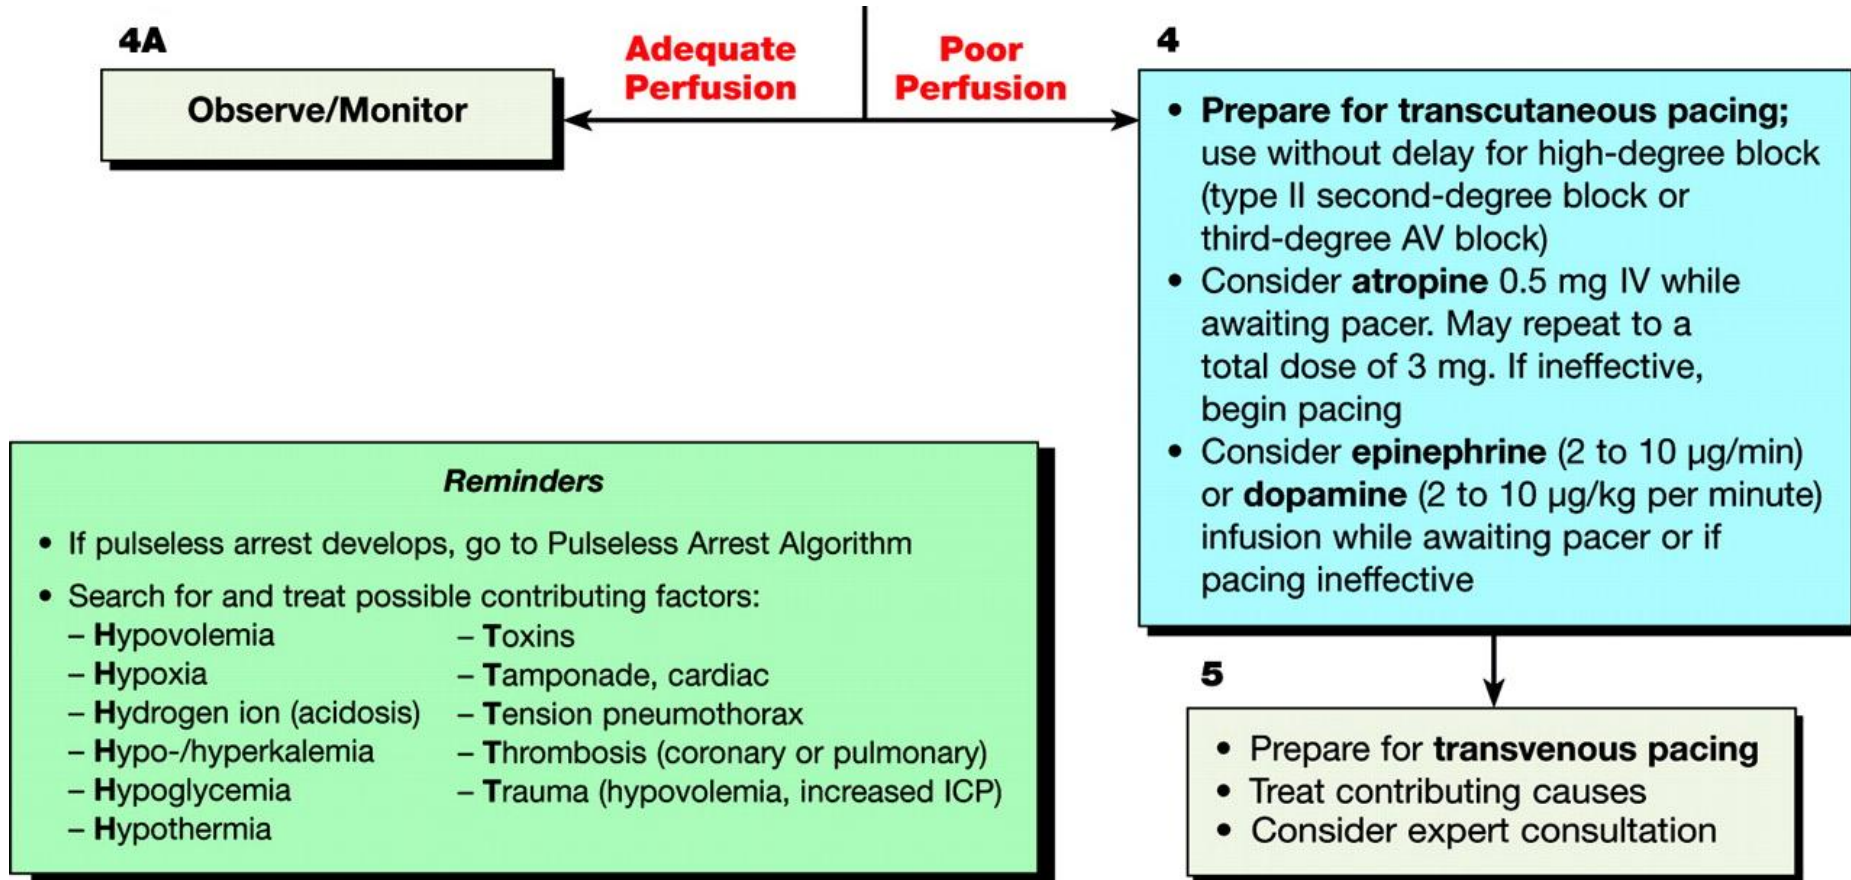 4A
Observe/Monitor
Adequate
Perfusion
Poor
Perfusion
4
• Prepare for transcutaneous pacing;
use without delay for high-degree block
(type II second-degree block or
third-degree AV block)
• Consider atropine 0.5 mg IV while
awaiting pacer. May repeat to a
total dose of 3 mg. If ineffective,
begin pacing
• Consider epinephrine (2 to 10 µg/min)
or dopamine (2 to 10 µg/kg per minute)
infusion while awaiting pacer or if
pacing ineffective
Reminders
• If pulseless arrest develops, go to Pulseless Arrest Algorithm
• Search for and treat possible contributing factors:
– Hypovolemia
– Hypoxia
– Hydrogen ion (acidosis)
– Hypo-/hyperkalemia
– Hypoglycemia
– Hypothermia
– Toxins
– Tamponade, cardiac
– Tension pneumothorax
– Thrombosis (coronary or pulmonary)
– Trauma (hypovolemia, increased ICP)
5
• Prepare for transvenous pacing
• Treat contributing causes
• Consider expert consultation